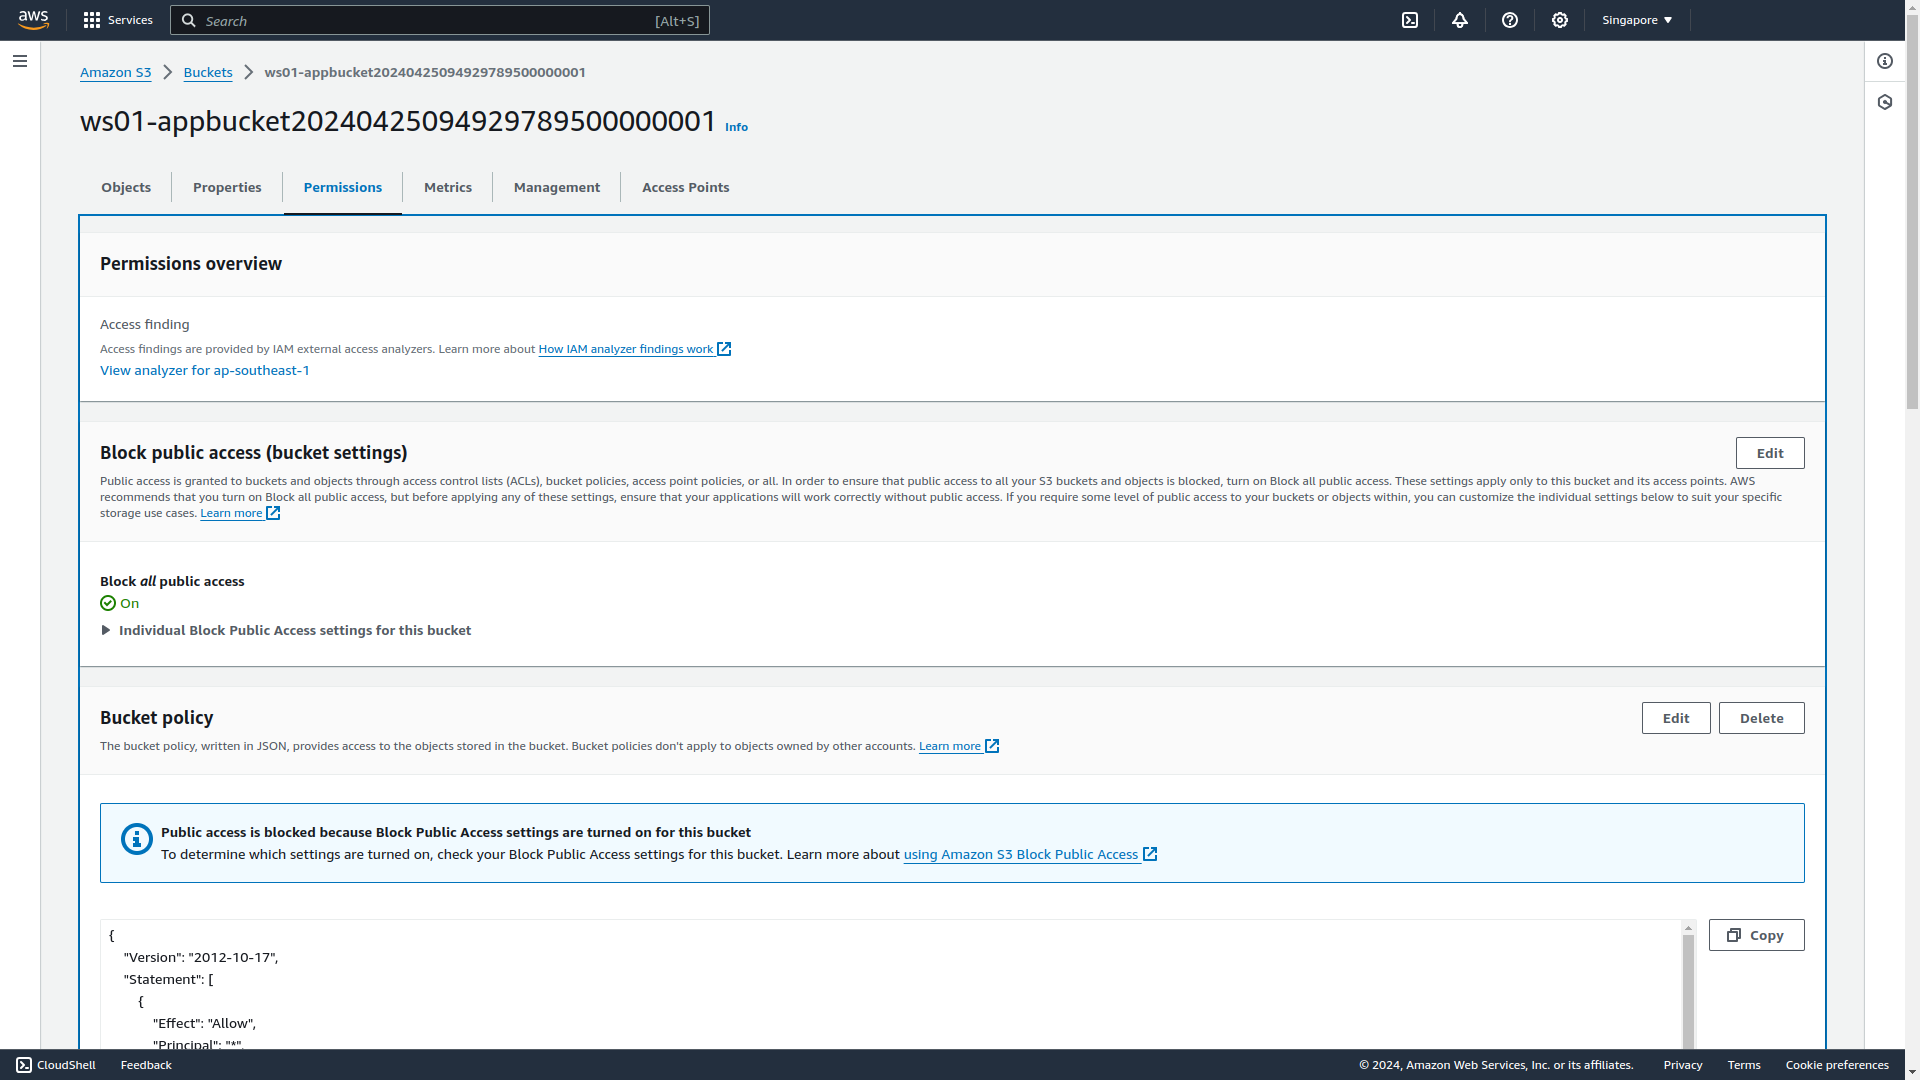 aws
Services
Search
[Alt+S]
Singapore
Amazon S3
Buckets
ws01-appbucket20240425094929789500000001
ws01-appbucket20240425094929789500000001 Info
Objects
Properties
Permissions
Metrics
Management
Access Points
Permissions overview
Access finding
Access findings are provided by IAM external access analyzers. Learn more about How IAM analyzer findings work
View analyzer for ap-southeast-1
Block public access (bucket settings)
Edit
Public access is granted to buckets and objects through access control lists (ACLs), bucket policies, access point policies, or all. In order to ensure that public access to all your S3 buckets and objects is blocked, turn on Block all public access. These settings apply only to this bucket and its access points. AWS
recommends that you turn on Block all public access, but before applying any of these settings, ensure that your applications will work correctly without public access. If you require some level of public access to your buckets or objects within, you can customize the individual settings below to suit your specific
storage use cases. Learn more
Block all public access
On
Individual Block Public Access settings for this bucket
Bucket policy
Edit
Delete
The bucket policy, written in JSON, provides access to the objects stored in the bucket. Bucket policies don't apply to objects owned by other accounts. Learn more
Public access is blocked because Block Public Access settings are turned on for this bucket
To determine which settings are turned on, check your Block Public Access settings for this bucket. Learn more about using Amazon S3 Block Public Access
Copy
{
"Version": "2012-10-17",
"Statement": [
{
"Effect": "Allow",
"Principal": "*",
CloudShell
Feedback
© 2024, Amazon Web Services, Inc. or its affiliates.
Privacy
Terms
Cookie preferences